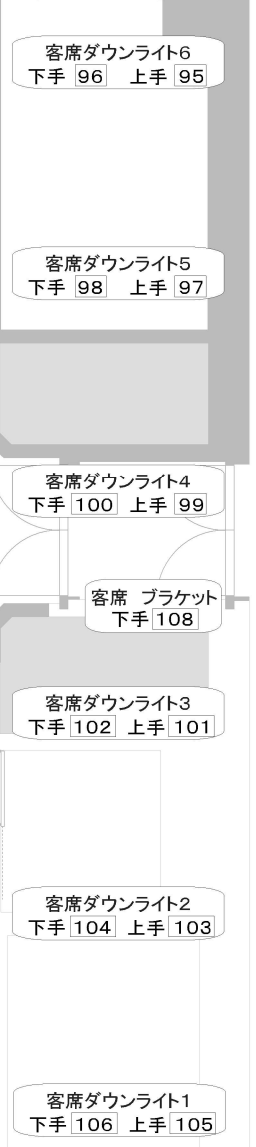 客席ダウンライト6
下手 96 上手 95
客席ダウンライト5
下手 98 上手 97
客席ダウンライト4
下手 100 上手 99
客席 ブラケット
下手 108
客席ダウンライト3
下手 102 上手 101
客席ダウンライト2
下手 104 上手 103
客席ダウンライト1
下手 106 上手 105